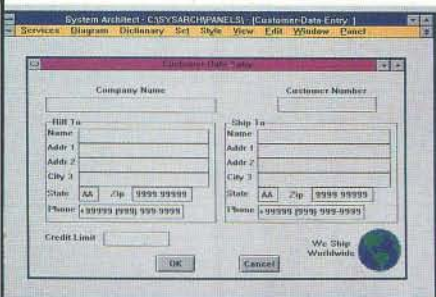 System Architect - C:\SYSARCH\PANELS\ - [Customer-Data-Entry ]
Services Diagram Dictionary Set Style View Edit Window Panel
Customer-Data-Entry
Company Name Customer Number
Bill To Ship To
Name Name
Addr 1 Addr 1
Addr 2 Addr 2
City 3 City 3
State AA Zip 9999-99999 State AA Zip 9999-99999
Phone +99999 (999) 999-9999 Phone +99999 (999) 999-9999
Credit Limit
We Ship
Worldwide
OK Cancel